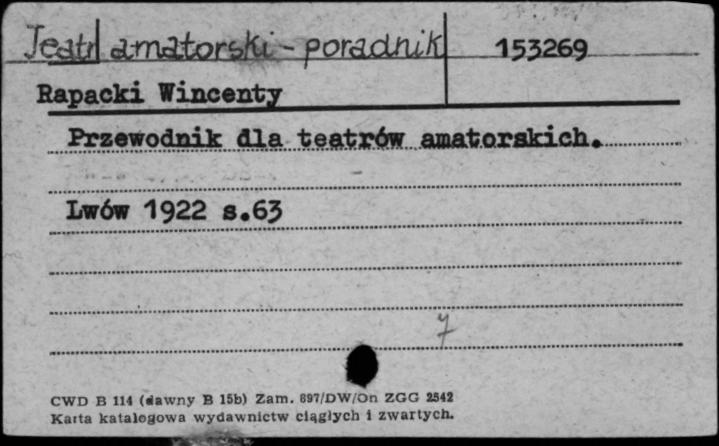 Teatr amatorski - poradnik 153269
Rapacki Wincenty
Przewodnik dla teatrów amatorskich.
Lwów 1922 s.63
7
CWD B 114 (dawny B 15b) Zam. 697/DW/On ZGG 2542
Karta katalogowa wydawnictw ciągłych i zwartych.